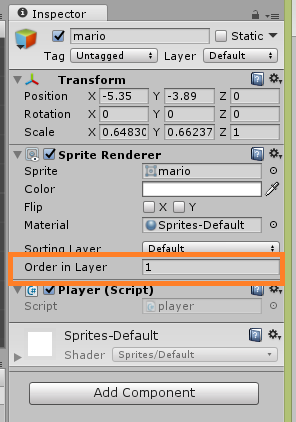 Inspector
mario
Static
Tag Untagged Layer Default
Transform
Position X -5.35 Y -3.89 Z 0
Rotation X 0 Y 0 Z 0
Scale X 0.6483 Y 0.66237 Z 1
Sprite Renderer
Sprite mario
Color
Flip X Y
Material Sprites-Default
Sorting Layer Default
Order in Layer 1
Player (Script)
Script player
Sprites-Default
Shader Sprites/Default
Add Component